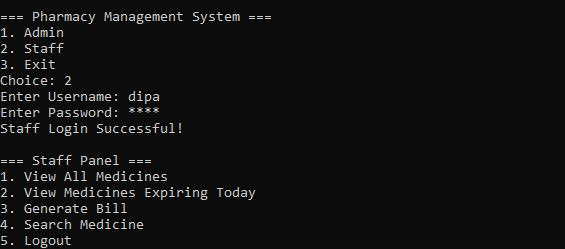 === Pharmacy Management System ===
1. Admin
2. Staff
3. Exit
Choice: 2
Enter Username: dipa
Enter Password: ****
Staff Login Successful!
=== Staff Panel ===
1. View All Medicines
2. View Medicines Expiring Today
3. Generate Bill
4. Search Medicine
5. Logout